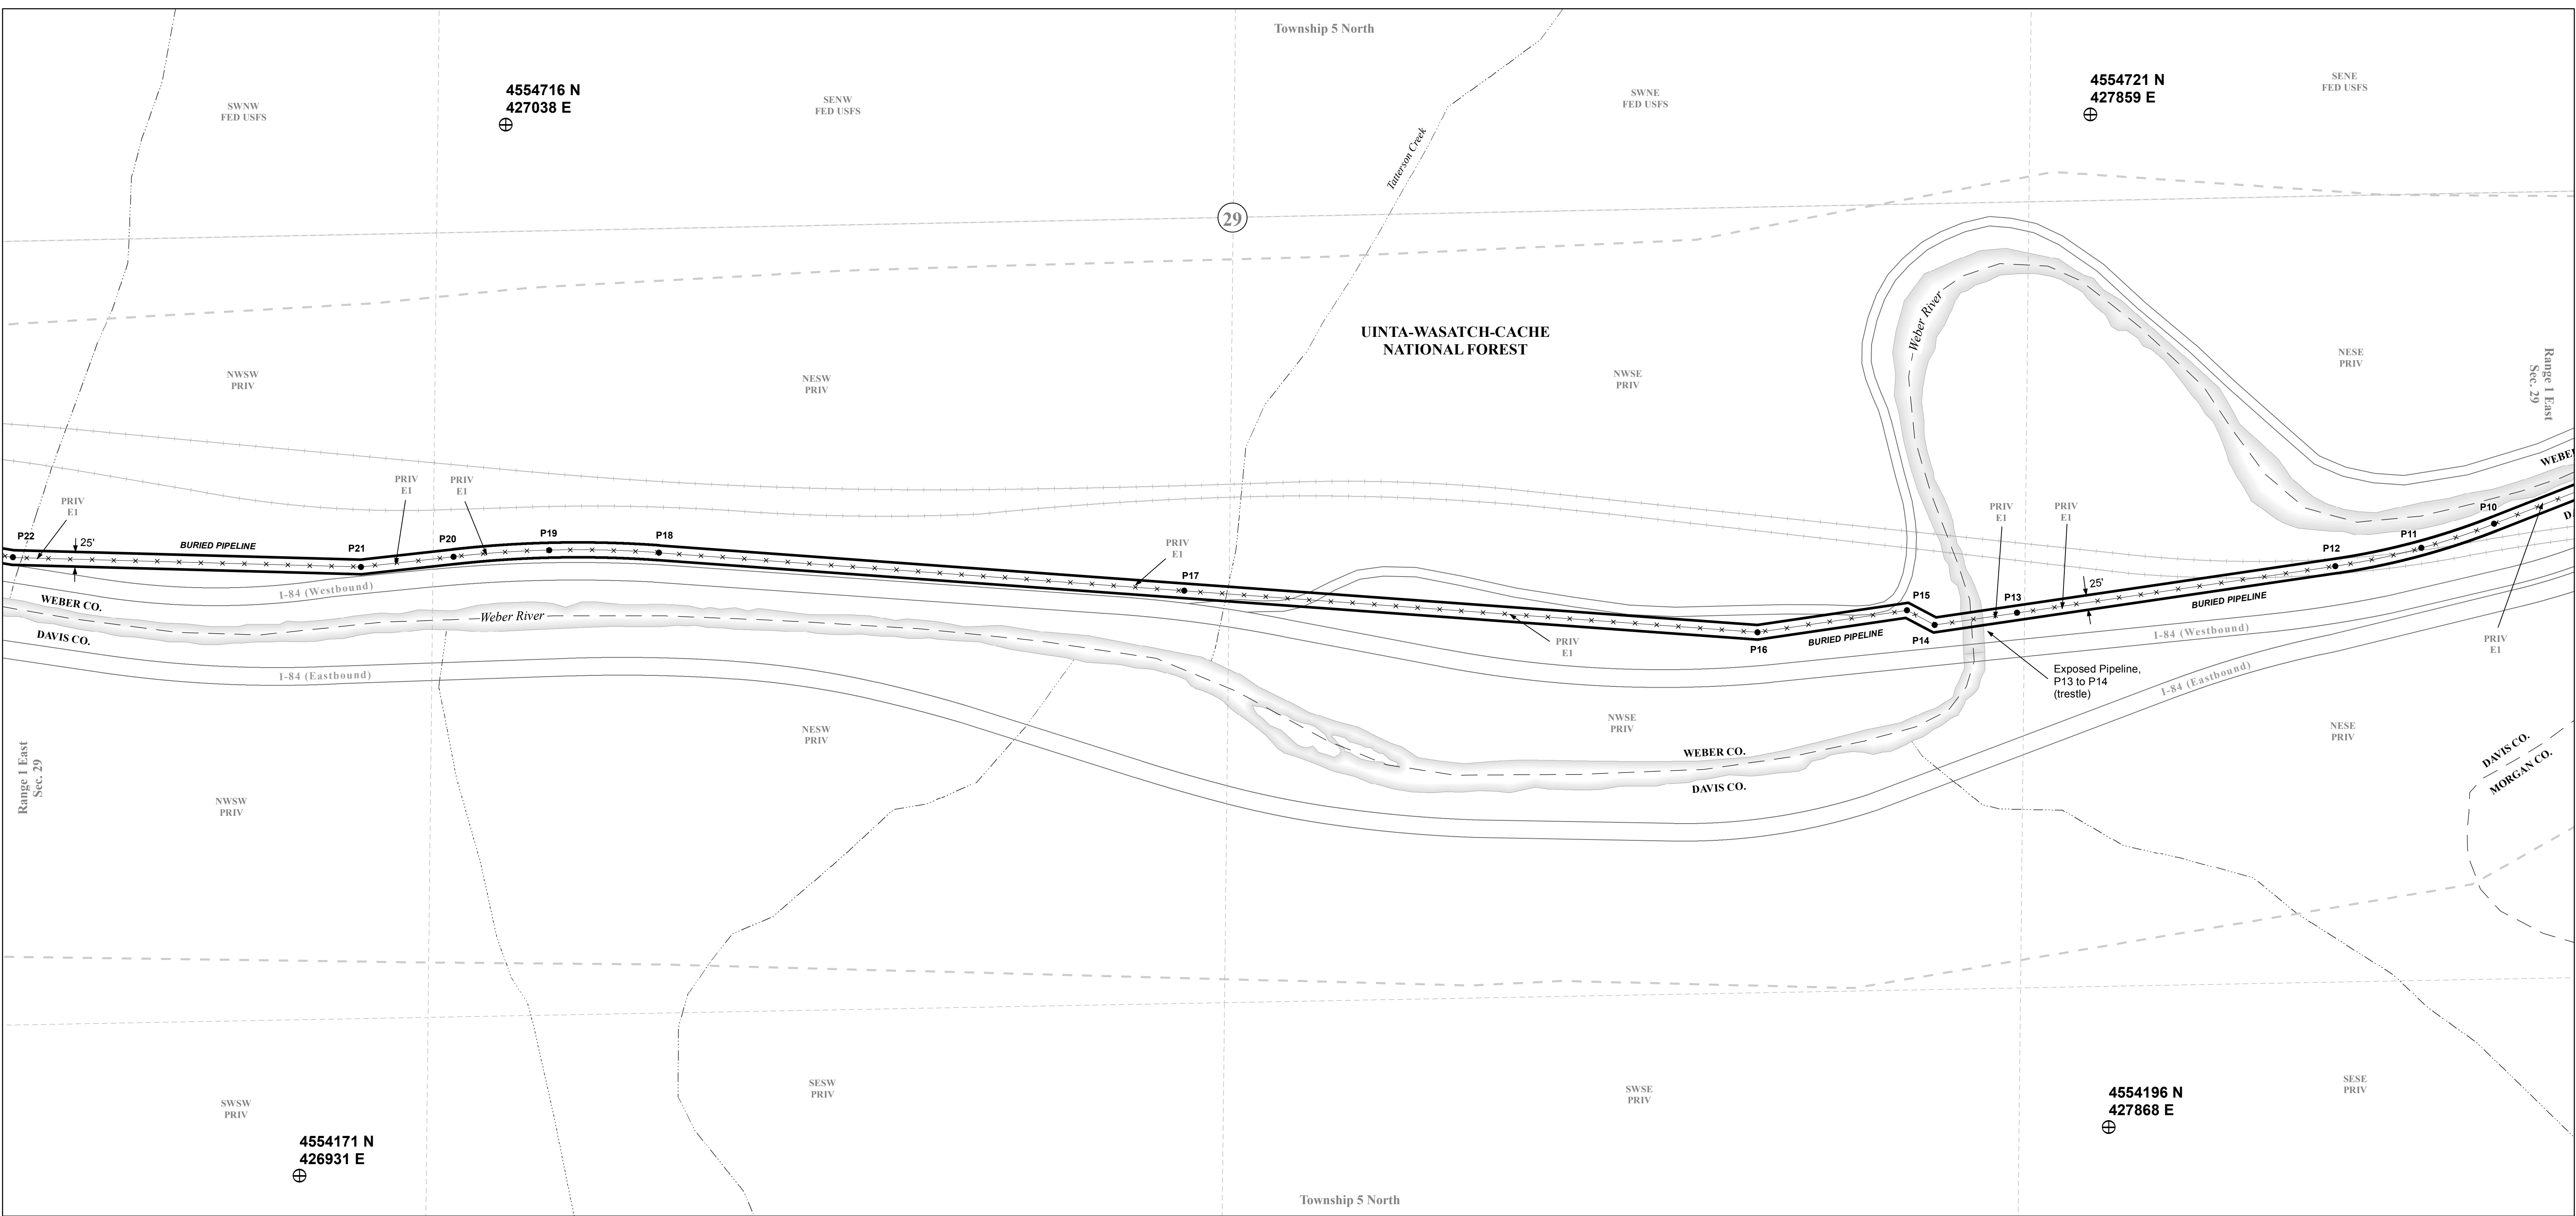 Township 5 North
4554716 N
427038 E
4554721 N
427859 E
SWNW
FED USFS
SENW
FED USFS
SWNE
FED USFS
SENE
FED USFS
Tatterson Creek
29
UINTA-WASATCH-CACHE
NATIONAL FOREST
Weber River
NWSW
PRIV
NESW
PRIV
NWSE
PRIV
NESE
PRIV
Range 1 East
Sec. 29
WEBER
PRIV
E1
PRIV
E1
PRIV
E1
PRIV
E1
PRIV
E1
PRIV
E1
PRIV
E1
PRIV
E1
P22
25'
BURIED PIPELINE
P21
P20
P19
P18
P17
P16
BURIED PIPELINE
P15
P14
P13
25'
BURIED PIPELINE
P12
P11
P10
D
I-84 (Westbound)
I-84 (Westbound)
WEBER CO.
DAVIS CO.
Weber River
I-84 (Eastbound)
I-84 (Eastbound)
Exposed Pipeline,
P13 to P14
(trestle)
NESW
PRIV
NWSE
PRIV
NESE
PRIV
WEBER CO.
DAVIS CO.
DAVIS CO.
MORGAN CO.
Range 1 East
Sec. 29
NWSW
PRIV
SWSW
PRIV
SESW
PRIV
SWSE
PRIV
SESE
PRIV
4554171 N
426931 E
4554196 N
427868 E
Township 5 North